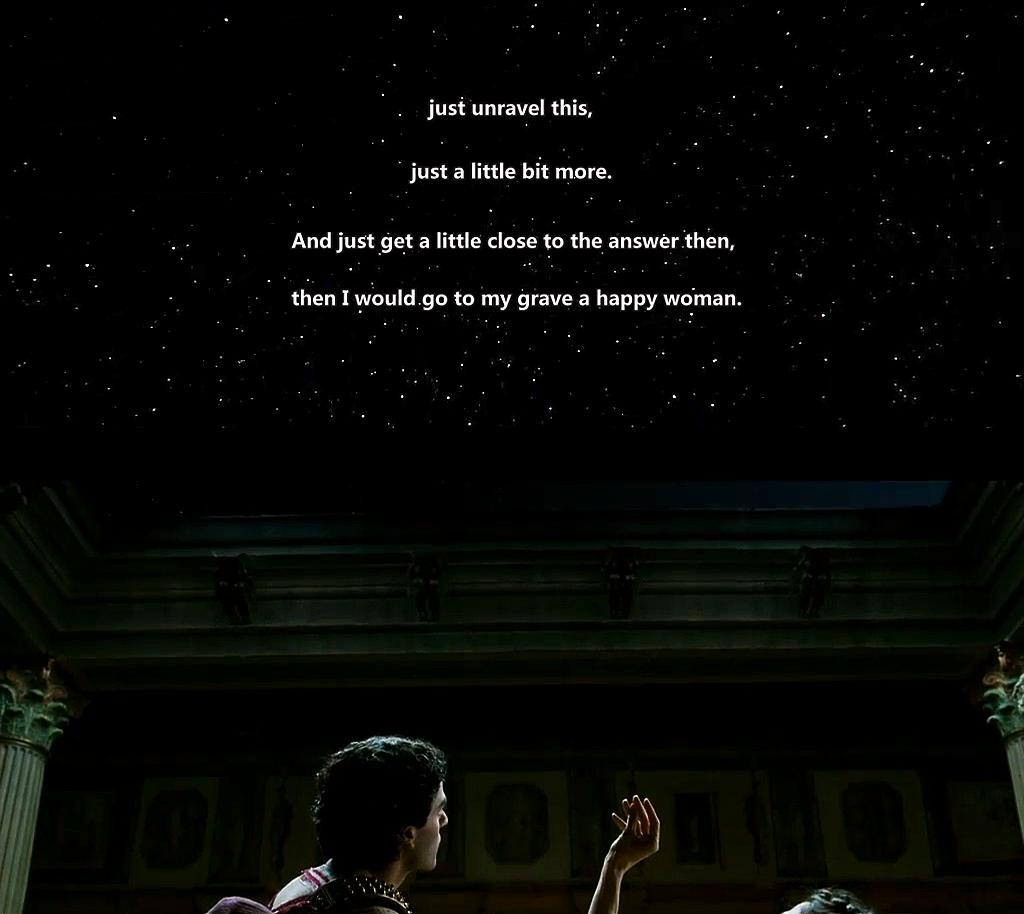 just unravel this,
just a little bit more.
And just get a little close to the answer then,
then I would go to my grave a happy woman.